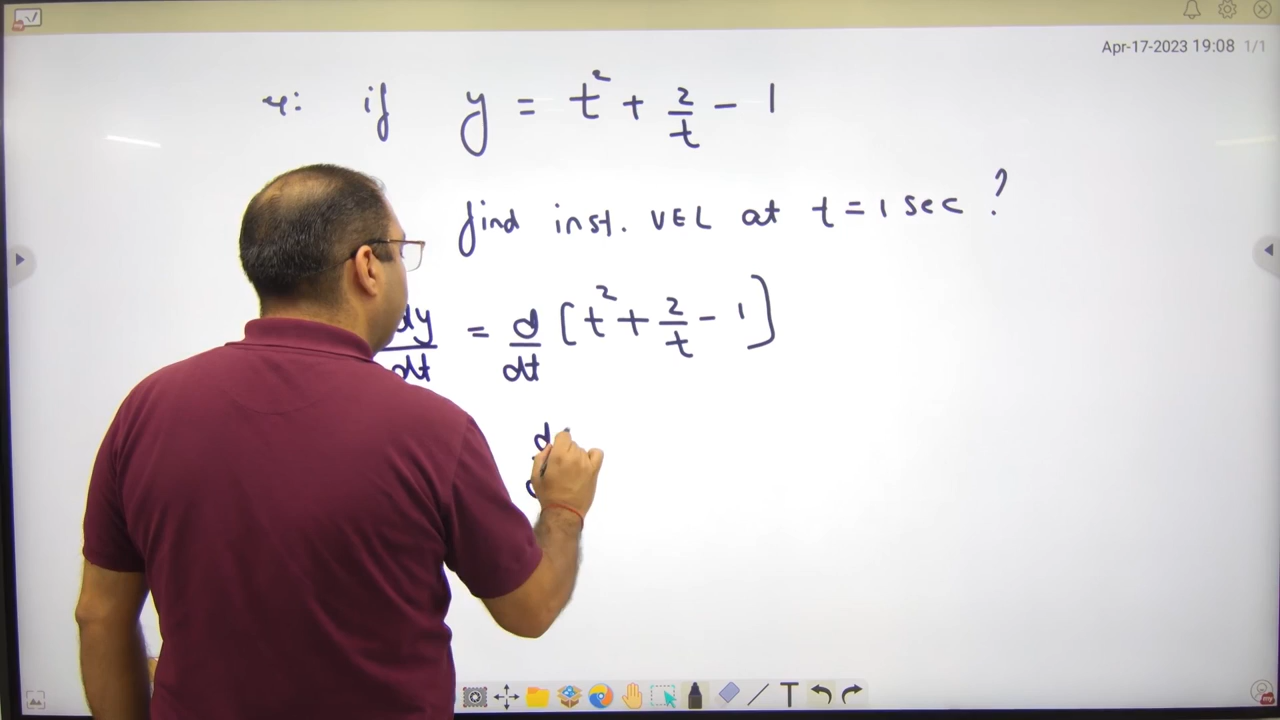 Apr-17-2023 19:08 1/1
4: if y = t² + 2/t - 1
find inst. VEL at t = 1 sec ?
dy/dt = d/dt [t² + 2/t - 1]
d
T